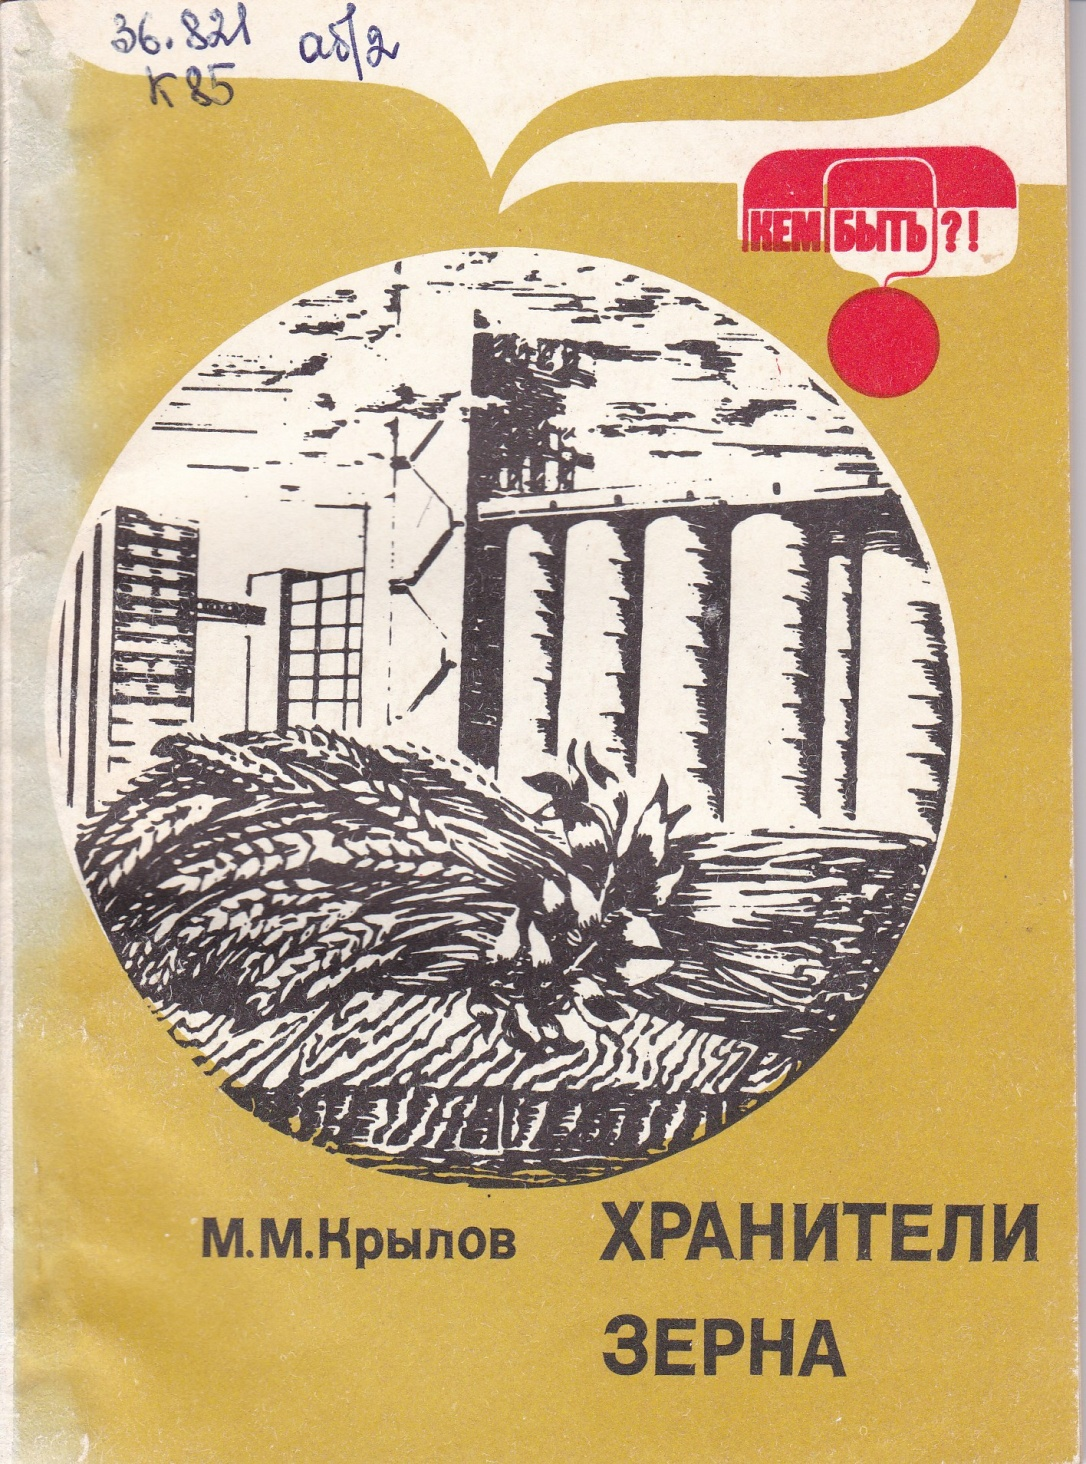 36.821 аб/2
К85
КЕМ БЫТЬ?!
М.М.Крылов
ХРАНИТЕЛИ
ЗЕРНА